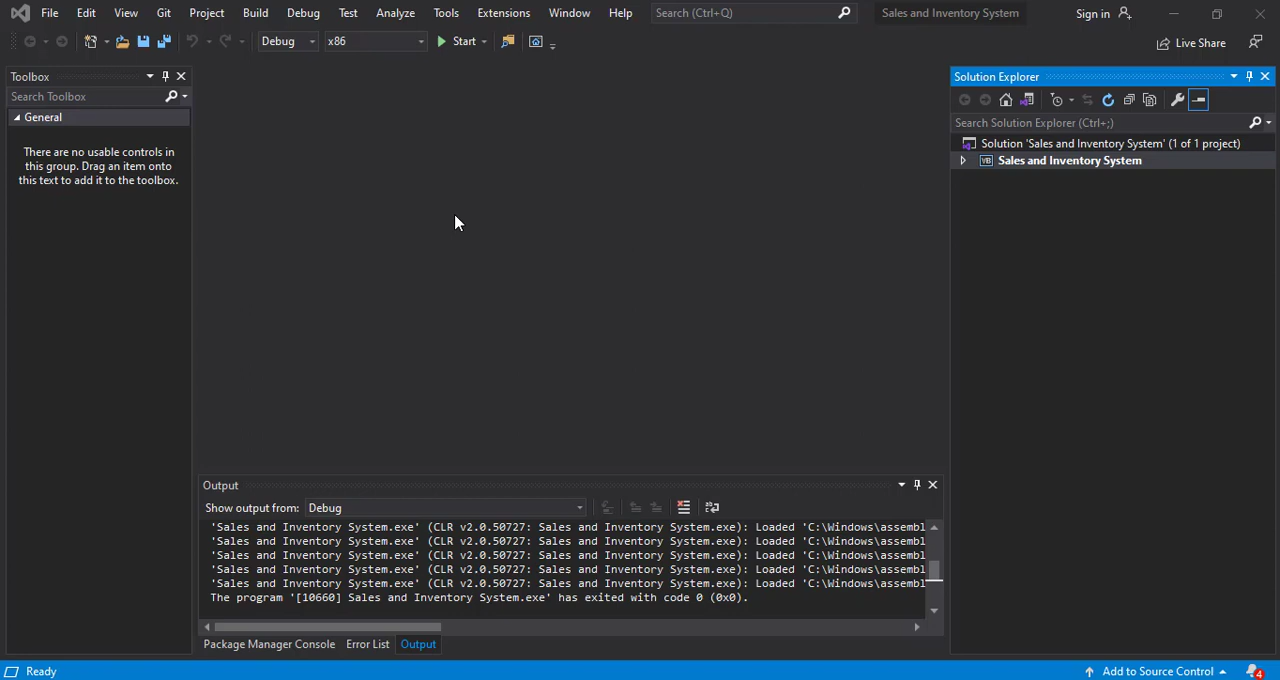 File Edit View Git Project Build Debug Test Analyze Tools Extensions Window Help Search (Ctrl+Q) Sales and Inventory System Sign in
Debug x86 Start Live Share
Toolbox
Search Toolbox
General
There are no usable controls in
this group. Drag an item onto
this text to add it to the toolbox.
Solution Explorer
Search Solution Explorer (Ctrl+;)
Solution 'Sales and Inventory System' (1 of 1 project)
VB Sales and Inventory System
Output
Show output from: Debug
'Sales and Inventory System.exe' (CLR v2.0.50727: Sales and Inventory System.exe): Loaded 'C:\Windows\assembl
'Sales and Inventory System.exe' (CLR v2.0.50727: Sales and Inventory System.exe): Loaded 'C:\Windows\assembl
'Sales and Inventory System.exe' (CLR v2.0.50727: Sales and Inventory System.exe): Loaded 'C:\Windows\assembl
'Sales and Inventory System.exe' (CLR v2.0.50727: Sales and Inventory System.exe): Loaded 'C:\Windows\assembl
'Sales and Inventory System.exe' (CLR v2.0.50727: Sales and Inventory System.exe): Loaded 'C:\Windows\assembl
The program '[10660] Sales and Inventory System.exe' has exited with code 0 (0x0).
Package Manager Console Error List Output
Ready Add to Source Control 4